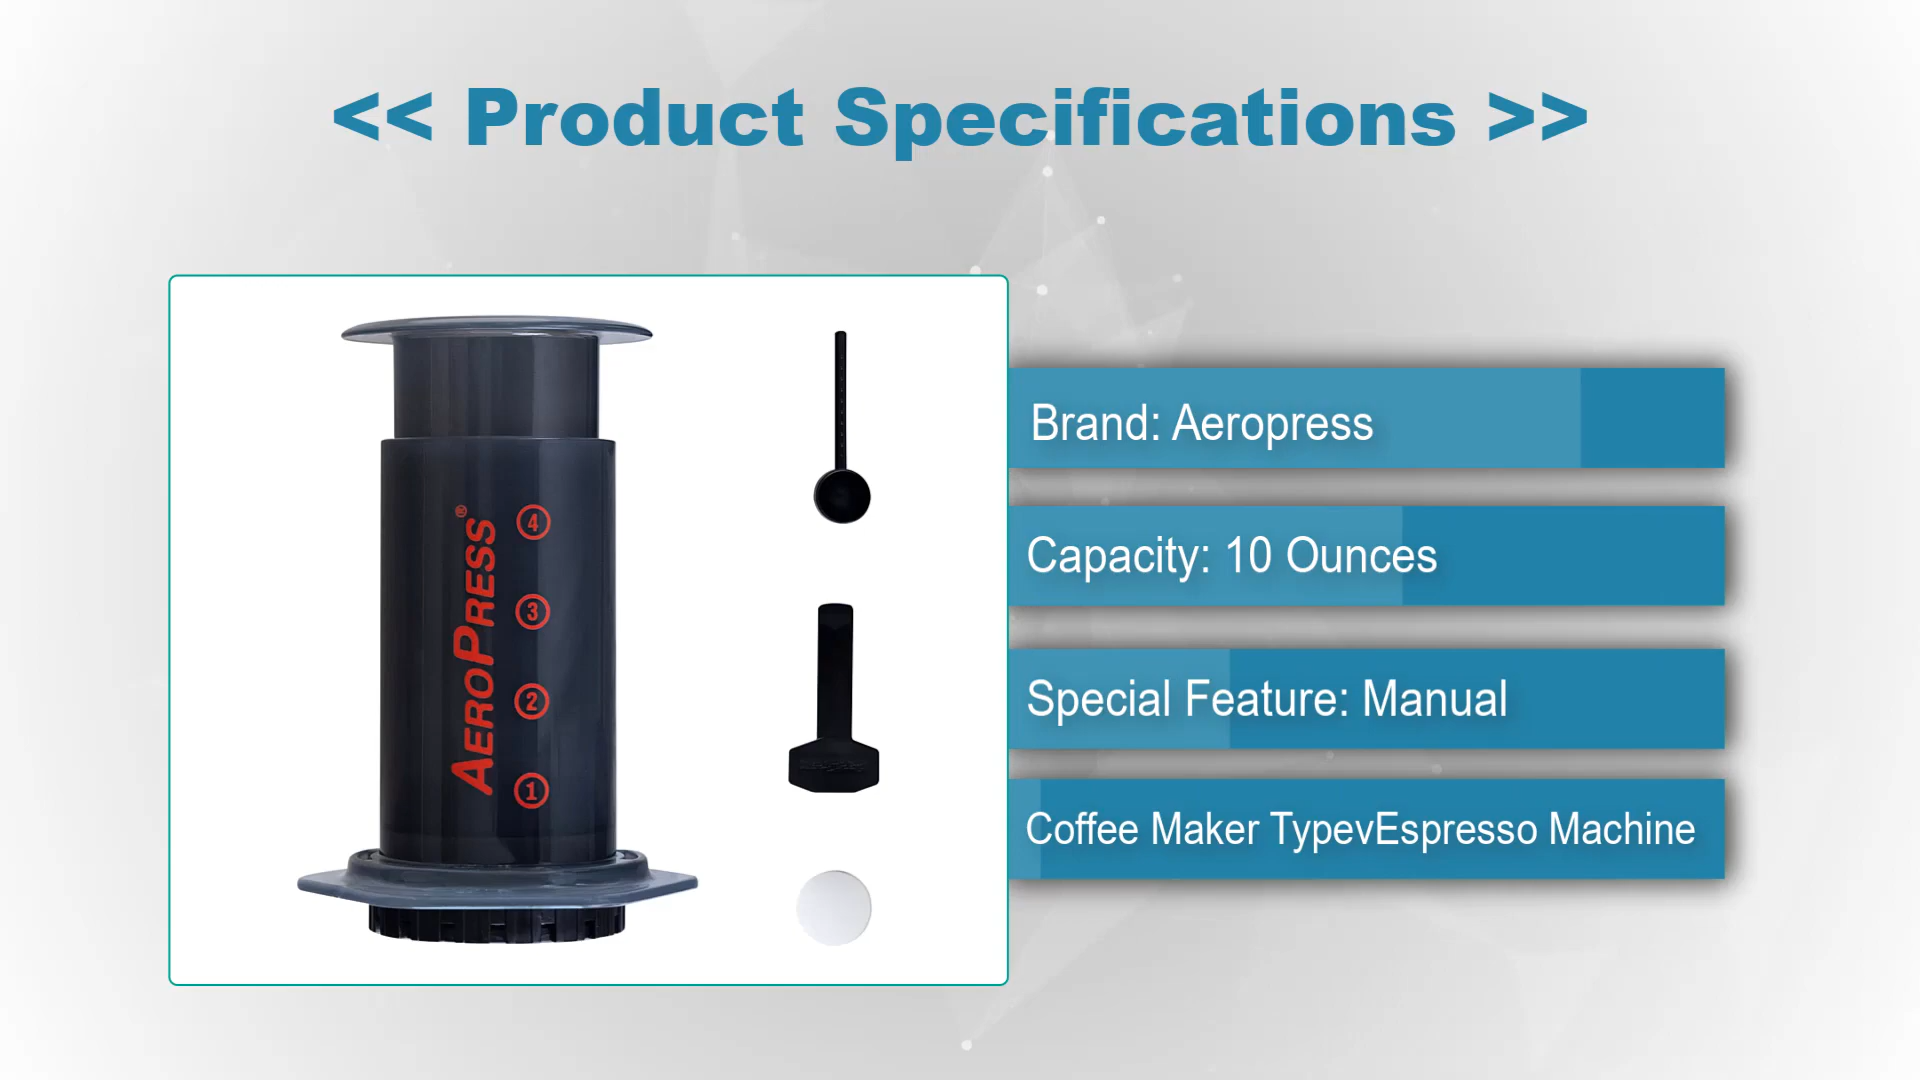 << Product Specifications >>
AEROPRESS®
4
3
2
1
Brand: Aeropress
Capacity: 10 Ounces
Special Feature: Manual
Coffee Maker TypevEspresso Machine